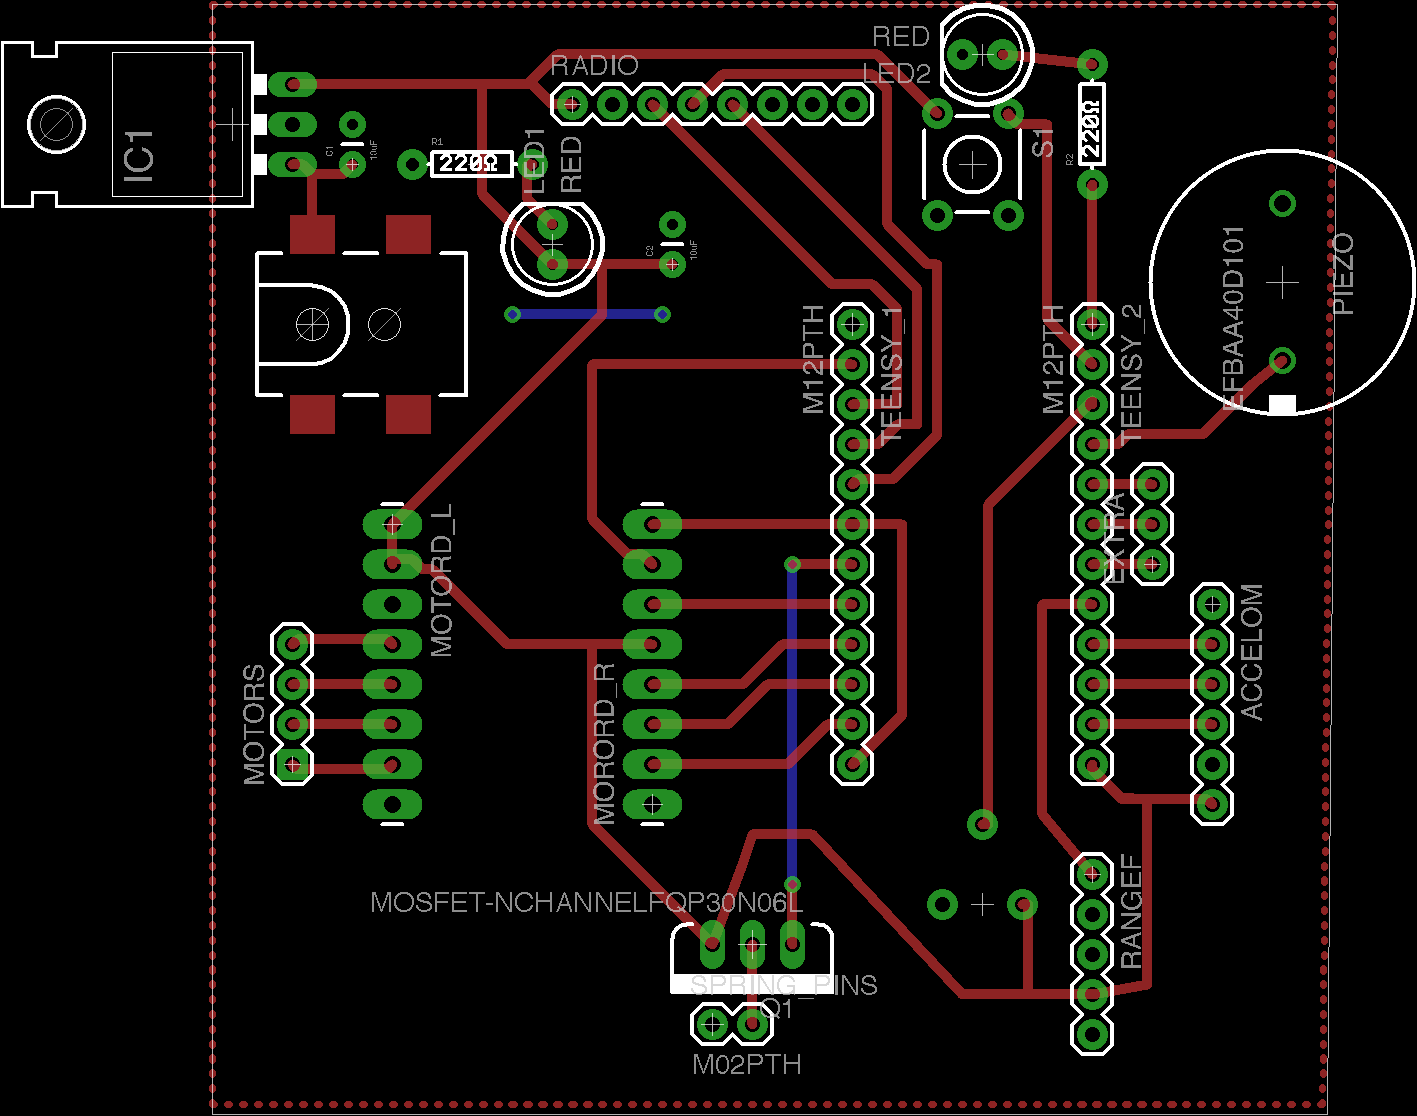 RED
RADIO
LED2
IC1
C1
10uF
R1
220Ω
LED1
RED
S1
R2
220Ω
C2
10uF
EFBAA40D101
PIEZO
M12PTH
TEENSY_1
M12PTH
TEENSY_2
MOTORD_L
EXTRA
ACCELOM
MOTORS
MORORD_R
MOSFET-NCHANNELFQP30N06L
RANGEF
SPRING_PINS
Q1
M02PTH